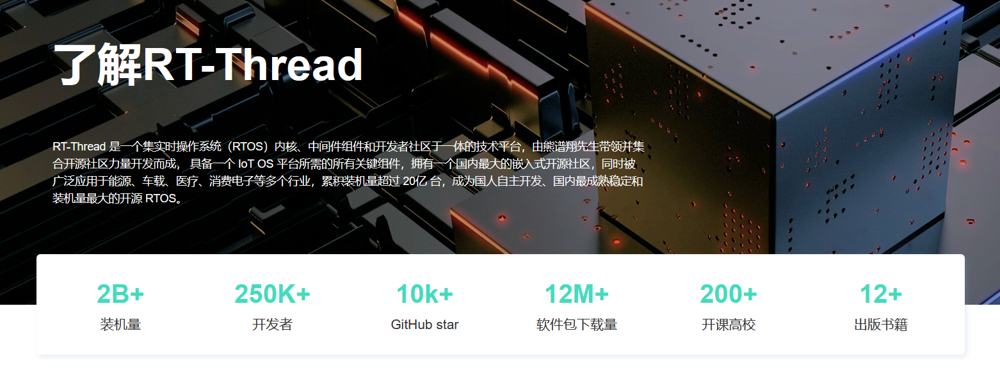 了解RT-Thread
RT-Thread 是一个集实时操作系统（RTOS）内核、中间件组件和开发者社区于一体的技术平台，由熊谱翔先生带领并集
合开源社区力量开发而成， 具备一个 IoT OS 平台所需的所有关键组件，拥有一个国内最大的嵌入式开源社区，同时被
广泛应用于能源、车载、医疗、消费电子等多个行业，累积装机量超过 20亿 台，成为国人自主开发、国内最成熟稳定和
装机量最大的开源 RTOS。
2B+ 250K+ 10k+ 12M+ 200+ 12+
装机量 开发者 GitHub star 软件包下载量 开课高校 出版书籍